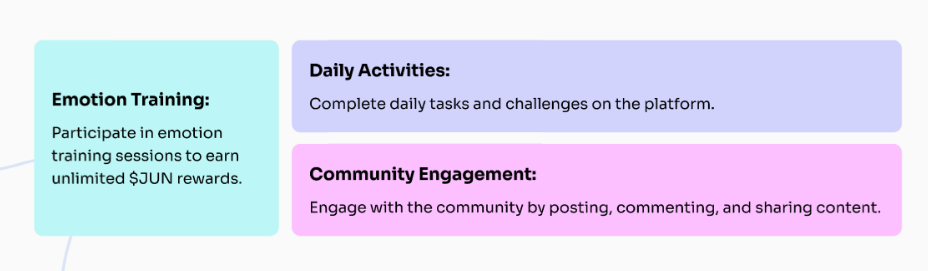 Emotion Training:
Participate in emotion
training sessions to earn
unlimited $JUN rewards.
Daily Activities:
Complete daily tasks and challenges on the platform.
Community Engagement:
Engage with the community by posting, commenting, and sharing content.